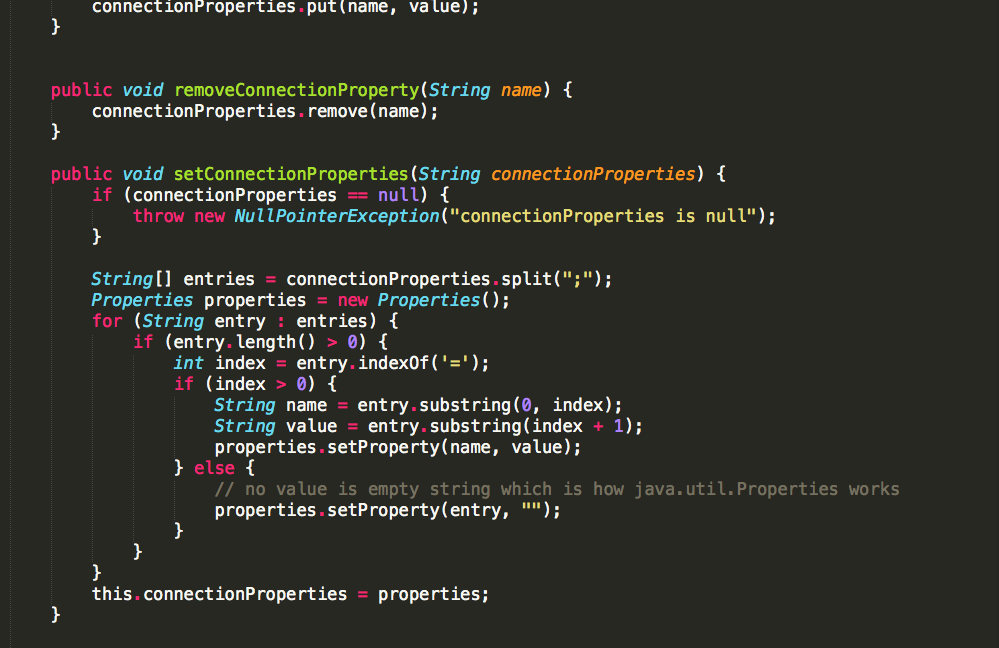 connectionProperties.put(name, value);
}
public void removeConnectionProperty(String name) {
connectionProperties.remove(name);
}
public void setConnectionProperties(String connectionProperties) {
if (connectionProperties == null) {
throw new NullPointerException("connectionProperties is null");
}
String[] entries = connectionProperties.split(";");
Properties properties = new Properties();
for (String entry : entries) {
if (entry.length() > 0) {
int index = entry.indexOf('=');
if (index > 0) {
String name = entry.substring(0, index);
String value = entry.substring(index + 1);
properties.setProperty(name, value);
} else {
// no value is empty string which is how java.util.Properties works
properties.setProperty(entry, "");
}
}
}
this.connectionProperties = properties;
}